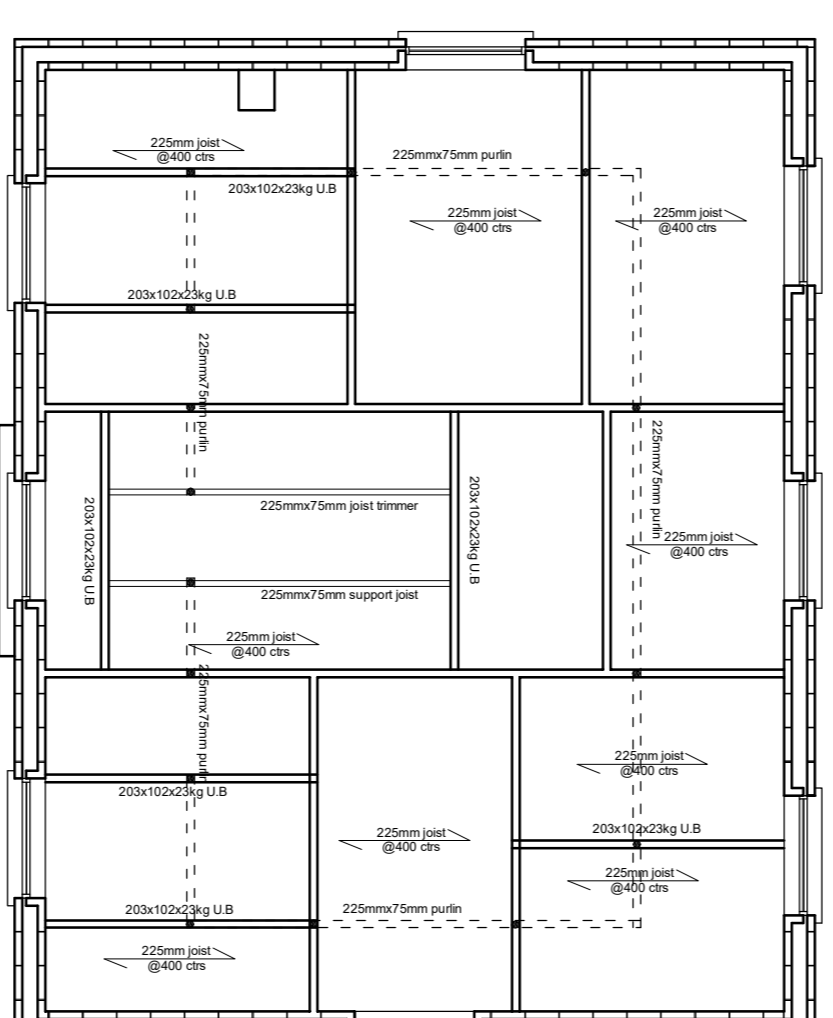 225mm joist
@400 ctrs
225mmx75mm purlin
203x102x23kg U.B
225mm joist
@400 ctrs
225mm joist
@400 ctrs
203x102x23kg U.B
225mmx75mm purlin
225mmx75mm purlin
203x102x23kg U.B
203x102x23kg U.B
225mmx75mm joist trimmer
225mm joist
@400 ctrs
225mmx75mm support joist
225mm joist
@400 ctrs
225mmx75mm purlin
225mm joist
@400 ctrs
203x102x23kg U.B
203x102x23kg U.B
225mm joist
@400 ctrs
225mm joist
@400 ctrs
203x102x23kg U.B
225mmx75mm purlin
225mm joist
@400 ctrs